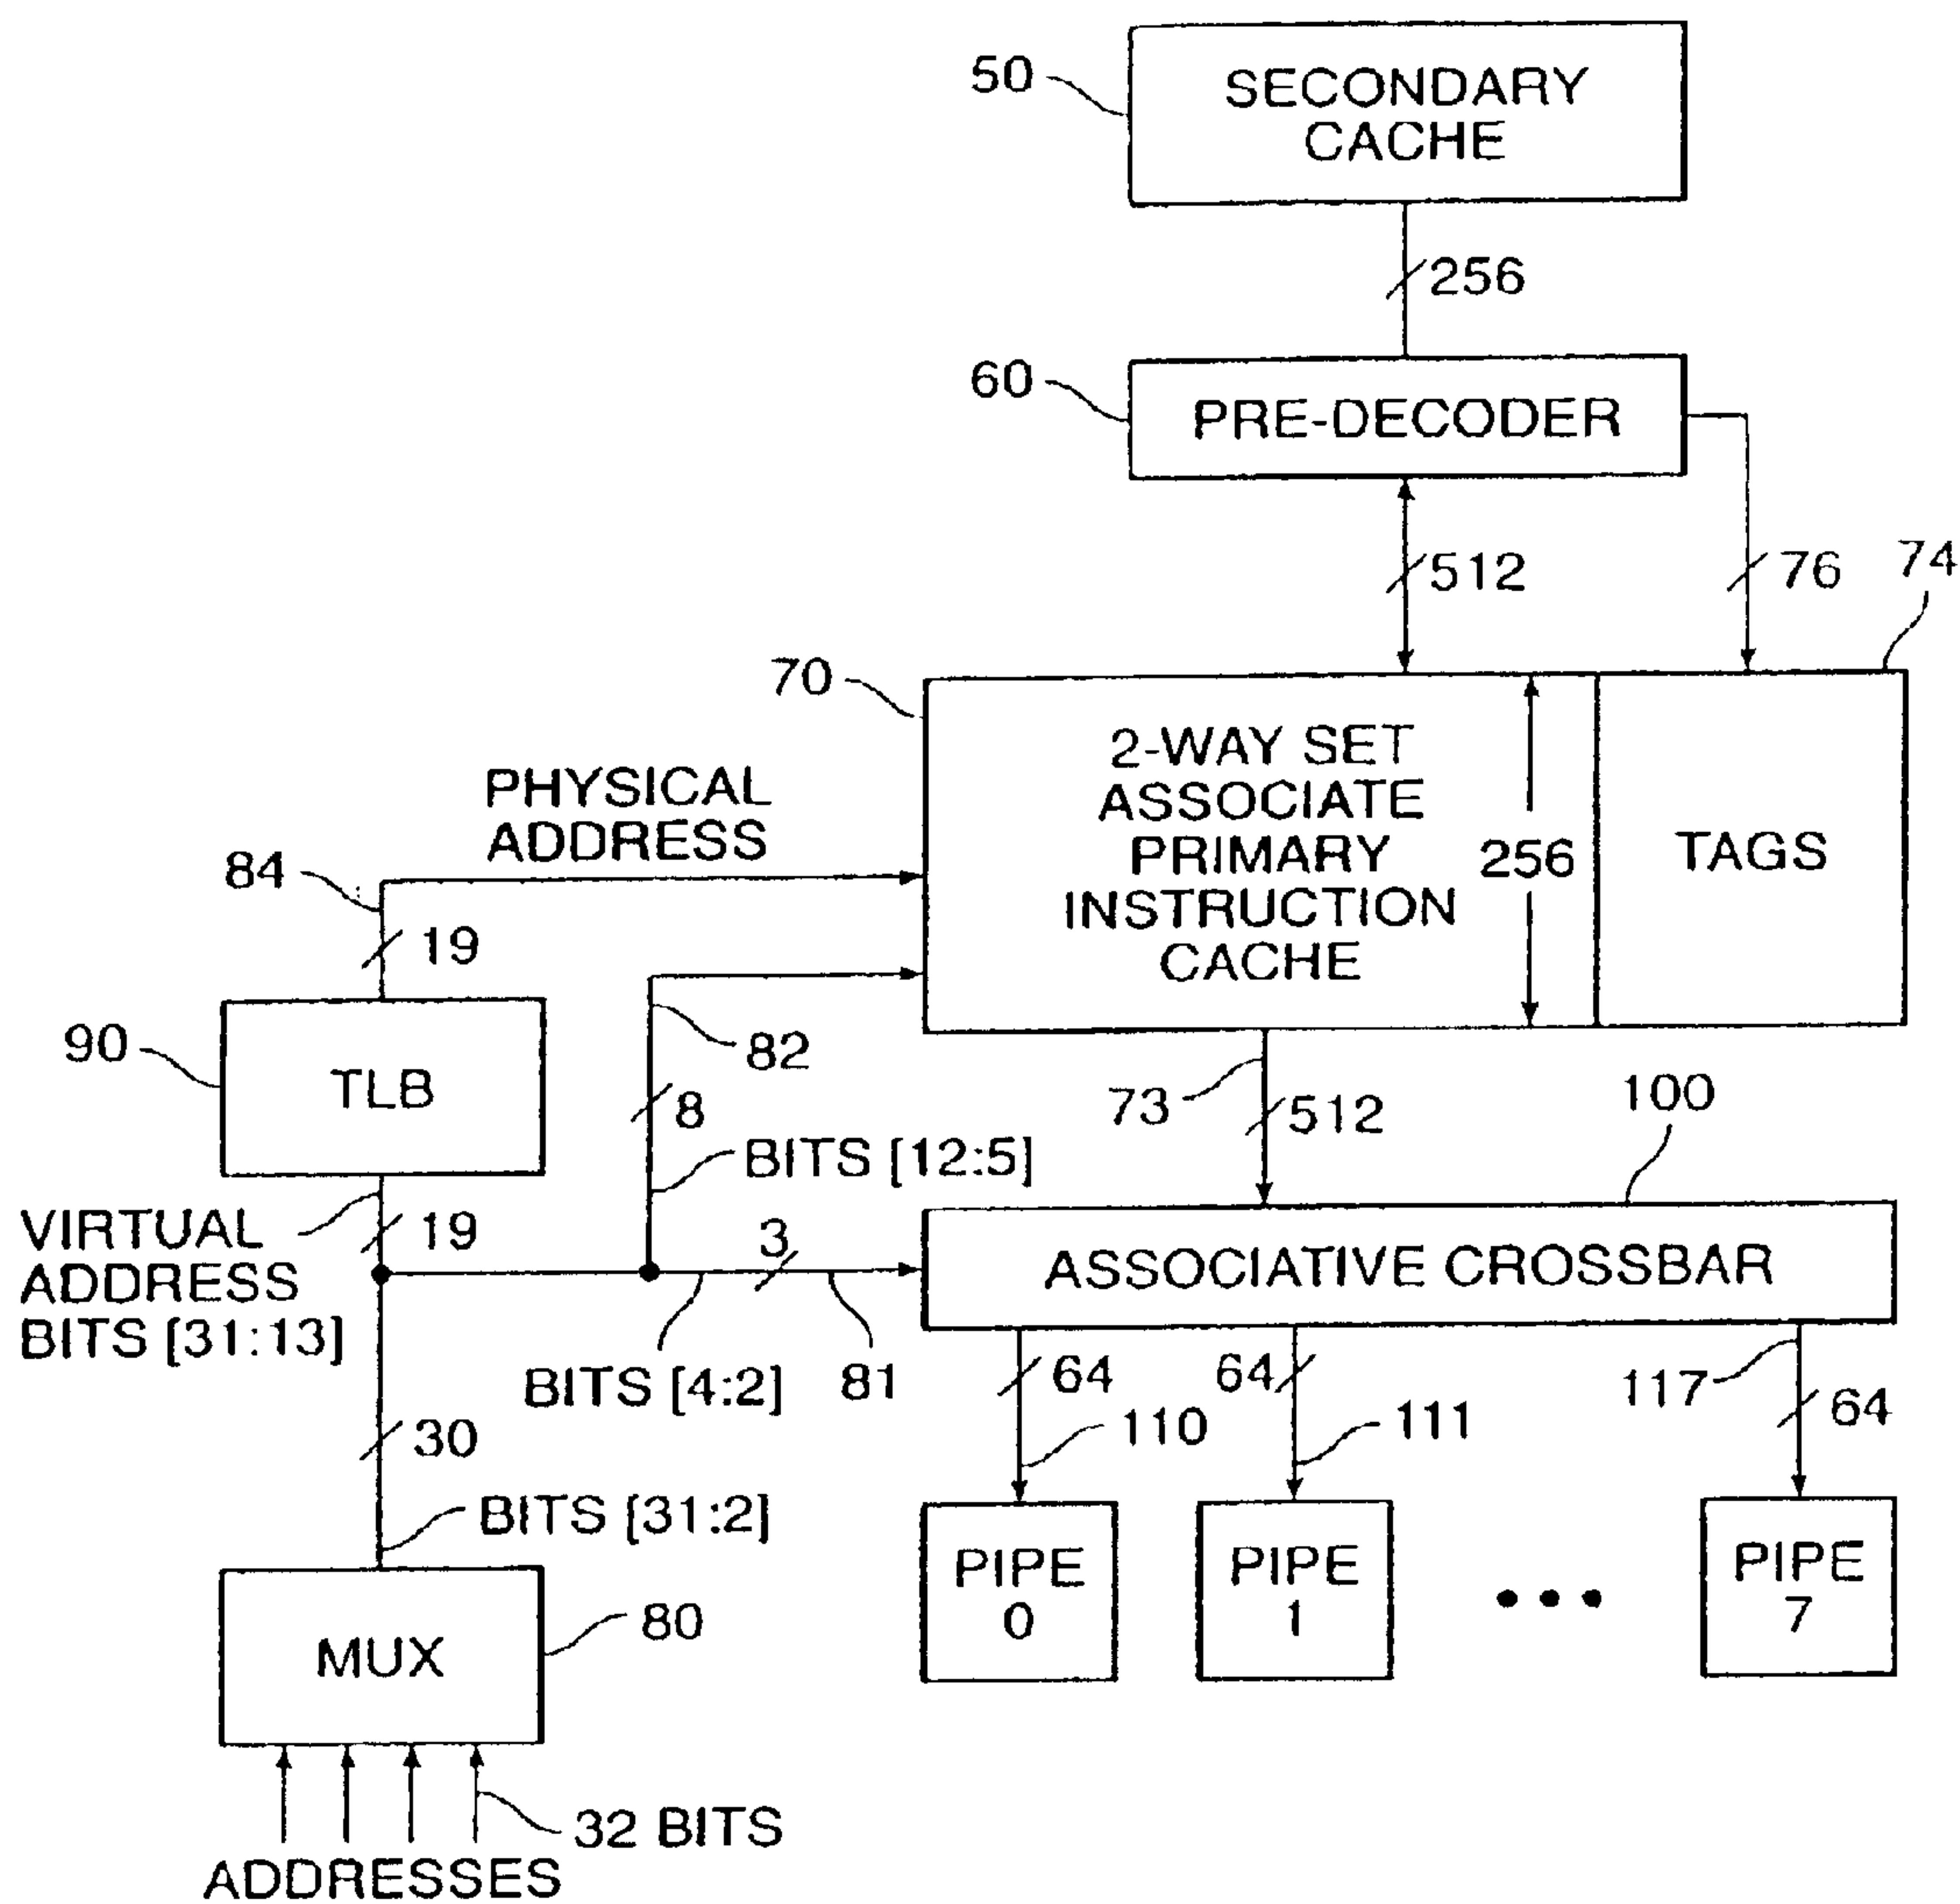 50
SECONDARY
CACHE
256
60
PRE-DECODER
512
76
74
70
2-WAY SET
ASSOCIATE
PRIMARY
INSTRUCTION
CACHE
256
TAGS
PHYSICAL
ADDRESS
84
19
90
TLB
82
8
73
512
100
BITS [12:5]
VIRTUAL
ADDRESS
BITS [31:13]
19
3
ASSOCIATIVE CROSSBAR
BITS [4:2]
81
64
64
117
64
110
111
30
BITS [31:2]
PIPE
0
PIPE
1
PIPE
7
MUX
80
32 BITS
ADDRESSES